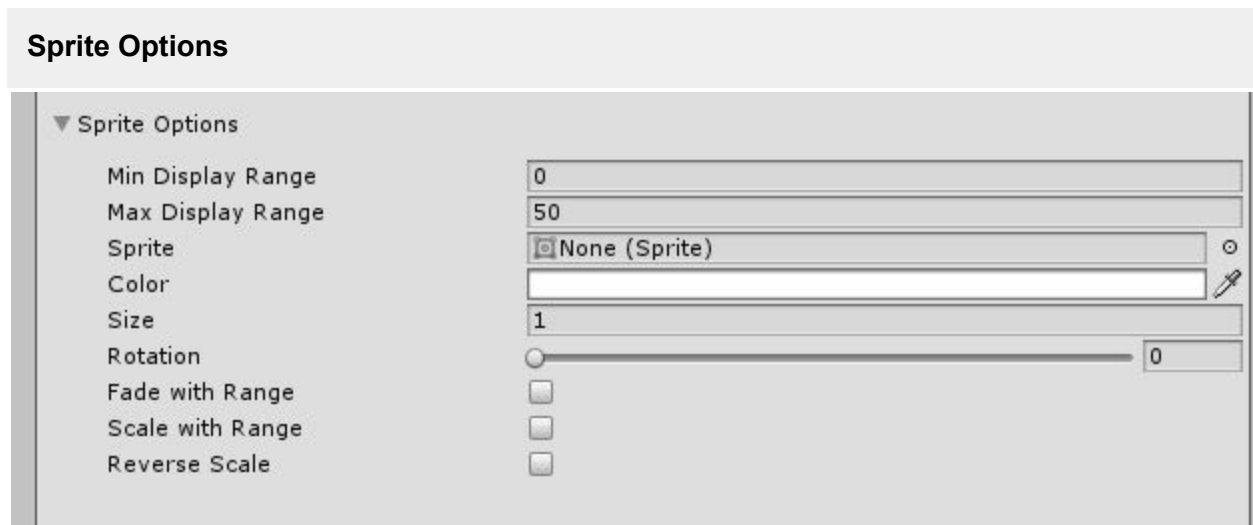 Sprite Options
Sprite Options
Min Display Range 0
Max Display Range 50
Sprite None (Sprite)
Color
Size 1
Rotation 0
Fade with Range
Scale with Range
Reverse Scale